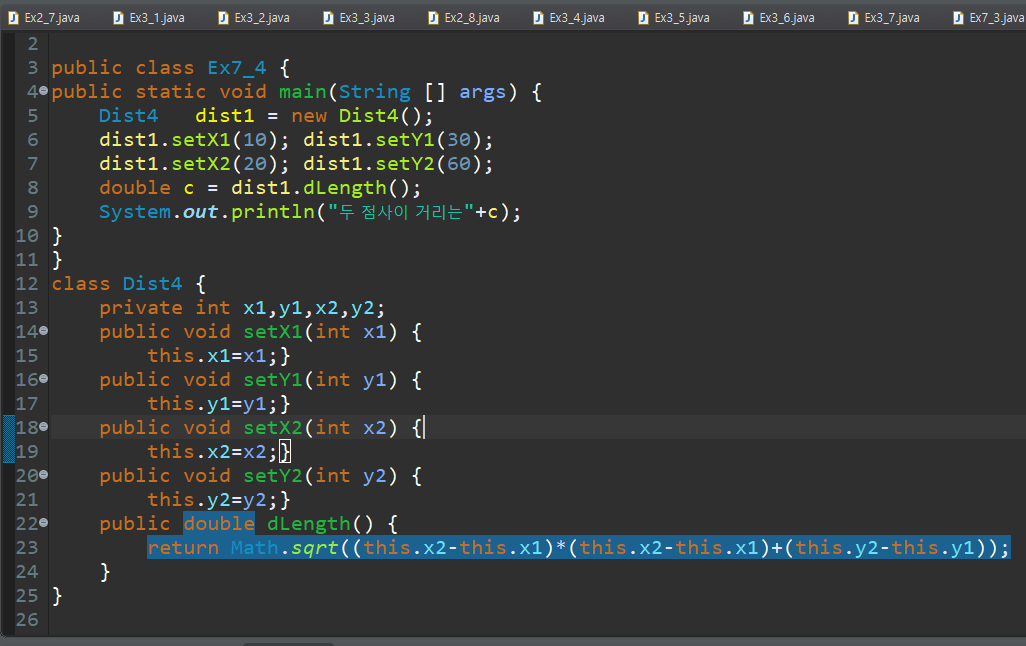 Ex2_7.java Ex3_1.java Ex3_2.java Ex3_3.java Ex2_8.java Ex3_4.java Ex3_5.java Ex3_6.java Ex3_7.java Ex7_3.java
2
3 public class Ex7_4 {
4 public static void main(String [] args) {
5 Dist4 dist1 = new Dist4();
6 dist1.setX1(10); dist1.setY1(30);
7 dist1.setX2(20); dist1.setY2(60);
8 double c = dist1.dLength();
9 System.out.println("두 점사이 거리는"+c);
10 }
11 }
12 class Dist4 {
13 private int x1,y1,x2,y2;
14 public void setX1(int x1) {
15 this.x1=x1;}
16 public void setY1(int y1) {
17 this.y1=y1;}
18 public void setX2(int x2) {
19 this.x2=x2;}
20 public void setY2(int y2) {
21 this.y2=y2;}
22 public double dLength() {
23 return Math.sqrt((this.x2-this.x1)*(this.x2-this.x1)+(this.y2-this.y1));
24 }
25 }
26